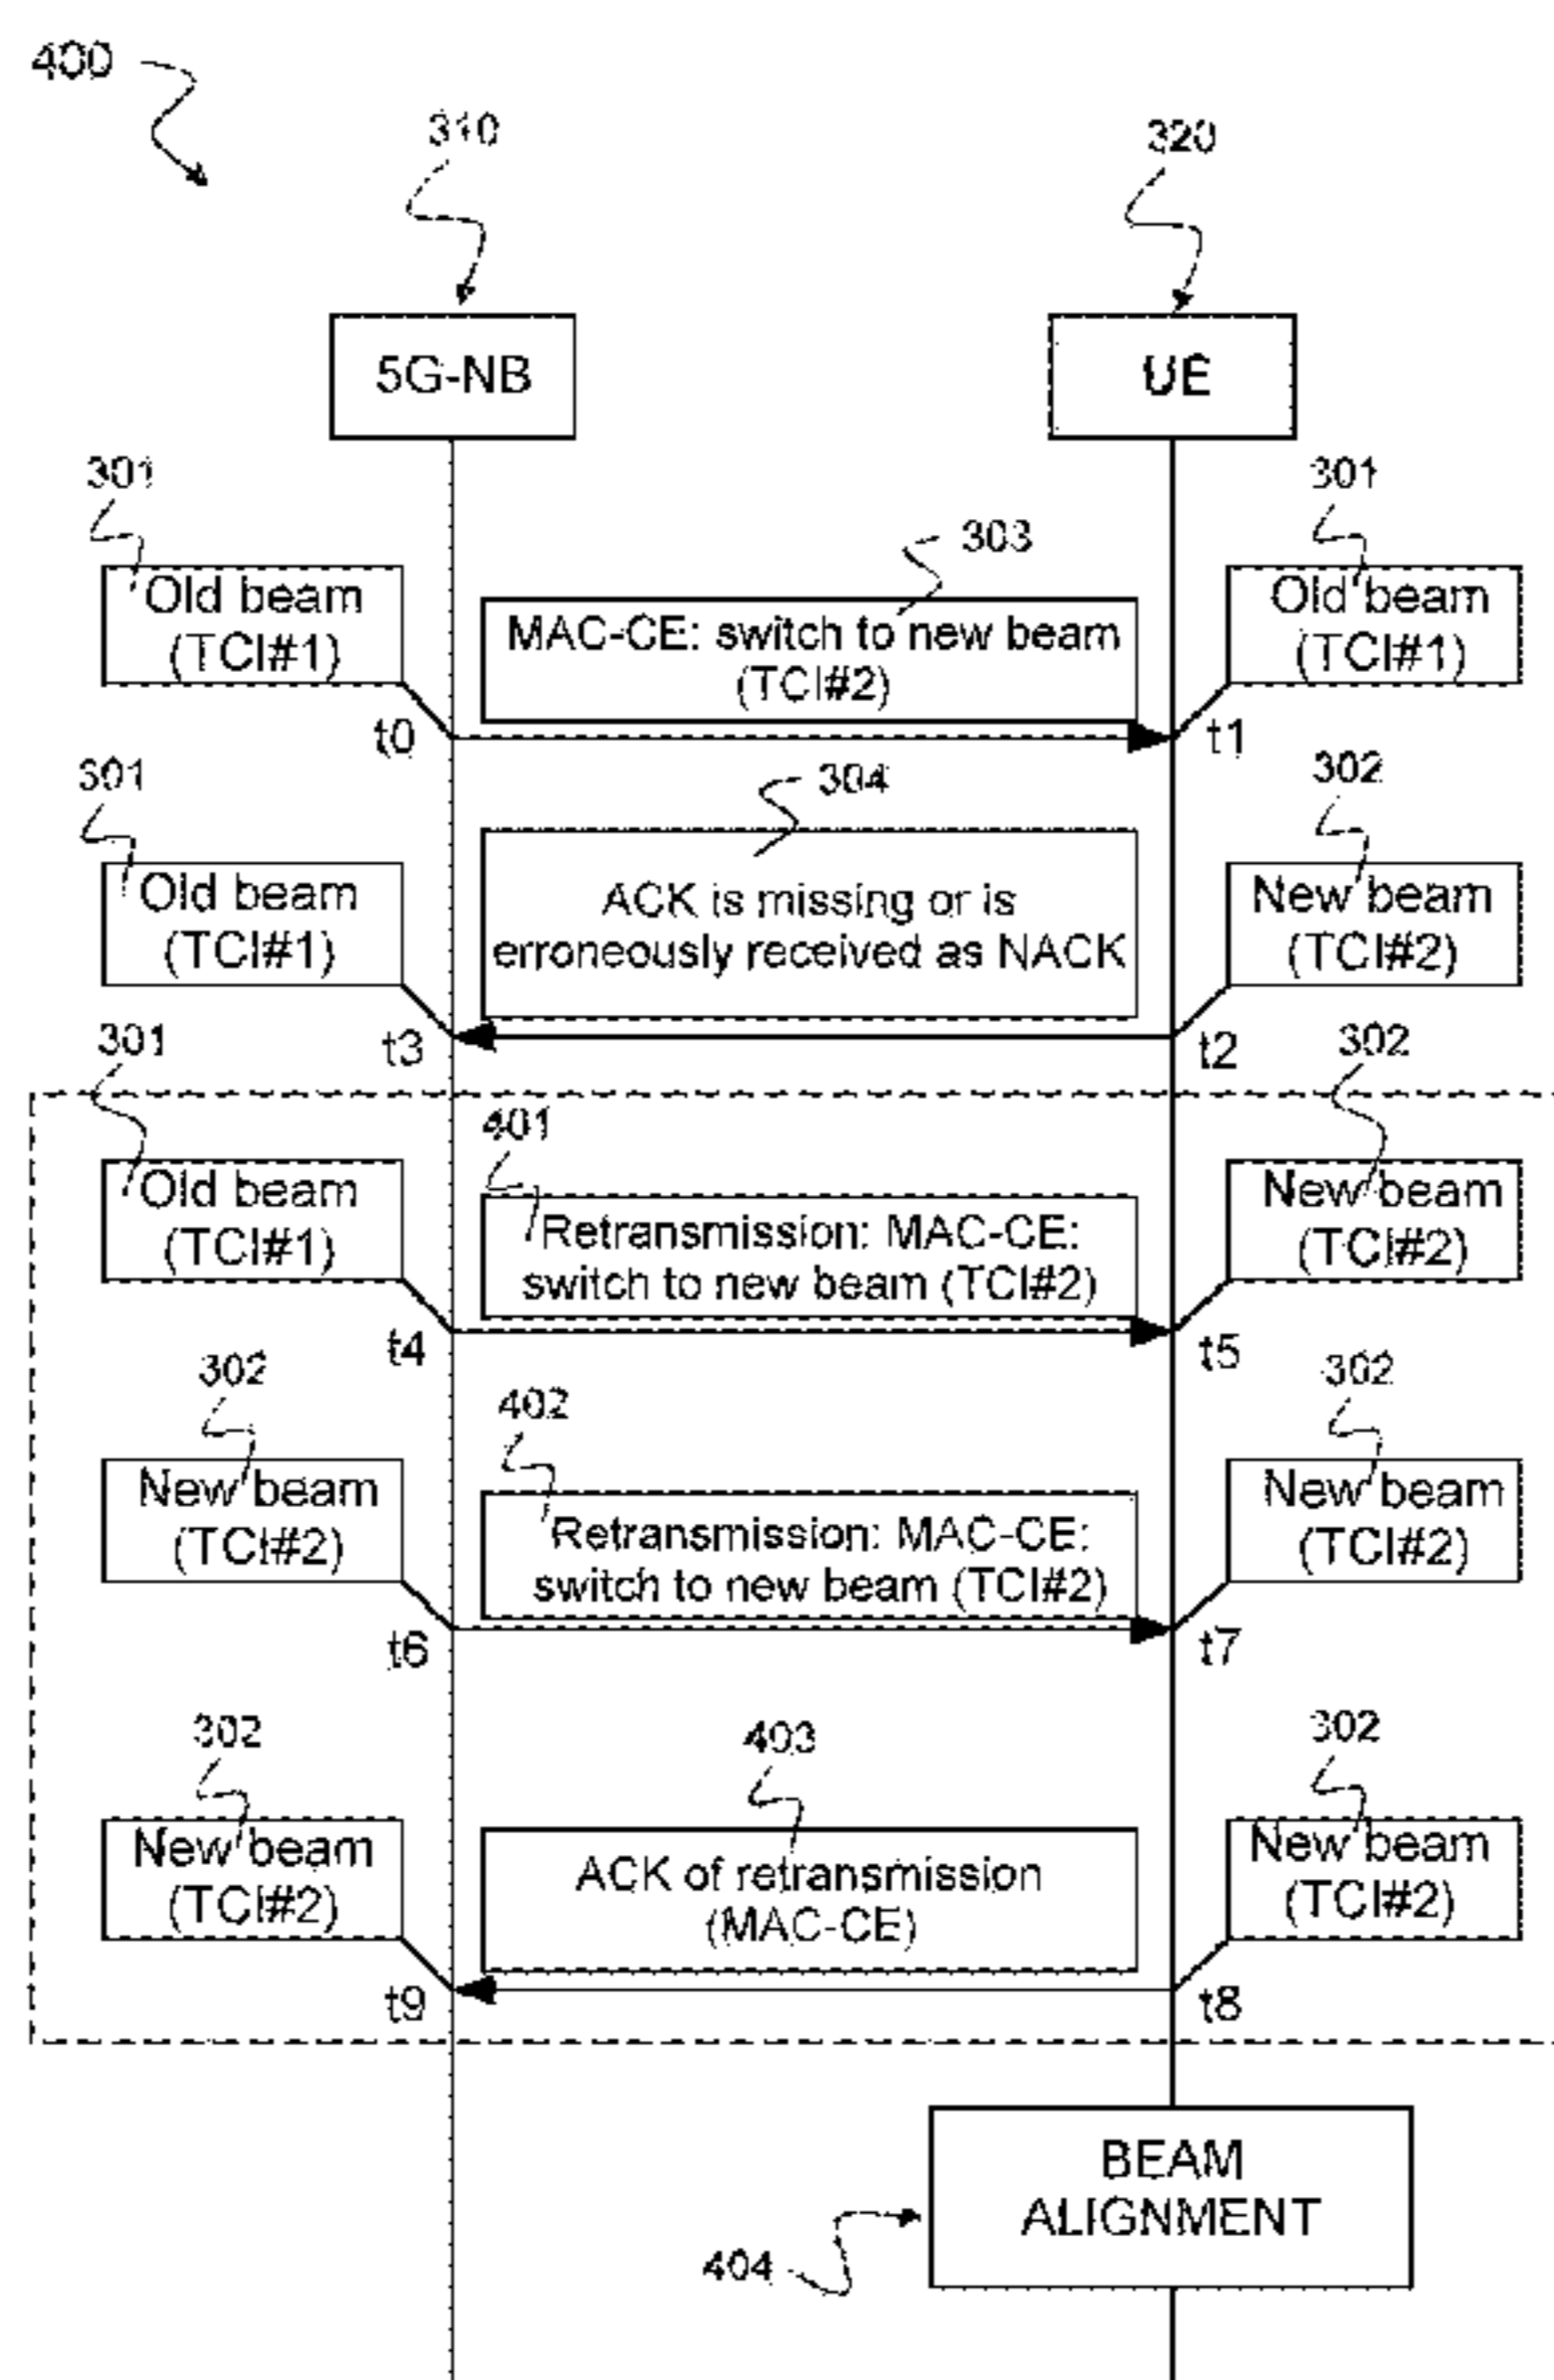 400
310
320
5G-NB
UE
301
301
303
Old beam
(TCI#1)
MAC-CE: switch to new beam
(TCI#2)
Old beam
(TCI#1)
t0
t1
301
304
302
Old beam
(TCI#1)
ACK is missing or is
erroneously received as NACK
New beam
(TCI#2)
t3
t2
301
302
401
Old beam
(TCI#1)
Retransmission: MAC-CE:
switch to new beam (TCI#2)
New beam
(TCI#2)
t4
t5
302
402
302
New beam
(TCI#2)
Retransmission: MAC-CE:
switch to new beam (TCI#2)
New beam
(TCI#2)
t6
t7
302
403
302
New beam
(TCI#2)
ACK of retransmission
(MAC-CE)
New beam
(TCI#2)
t9
t8
BEAM
ALIGNMENT
404